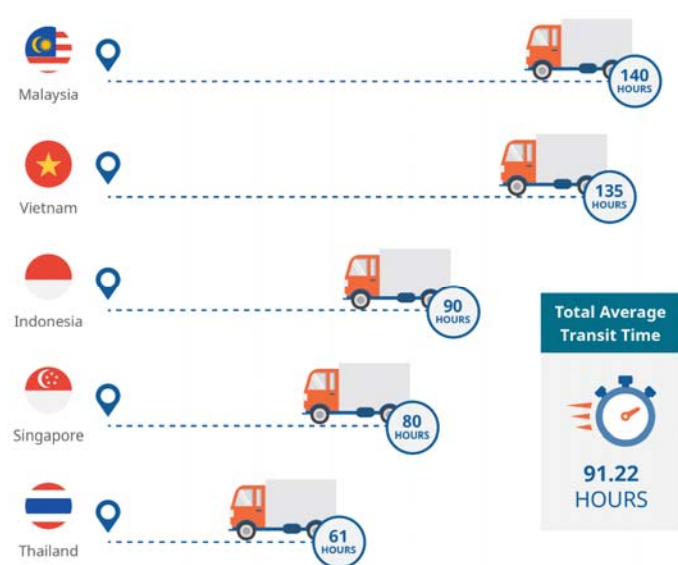 140
HOURS
Malaysia
135
HOURS
Vietnam
90
HOURS
Indonesia
Total Average
Transit Time
80
HOURS
Singapore
91.22
HOURS
61
HOURS
Thailand